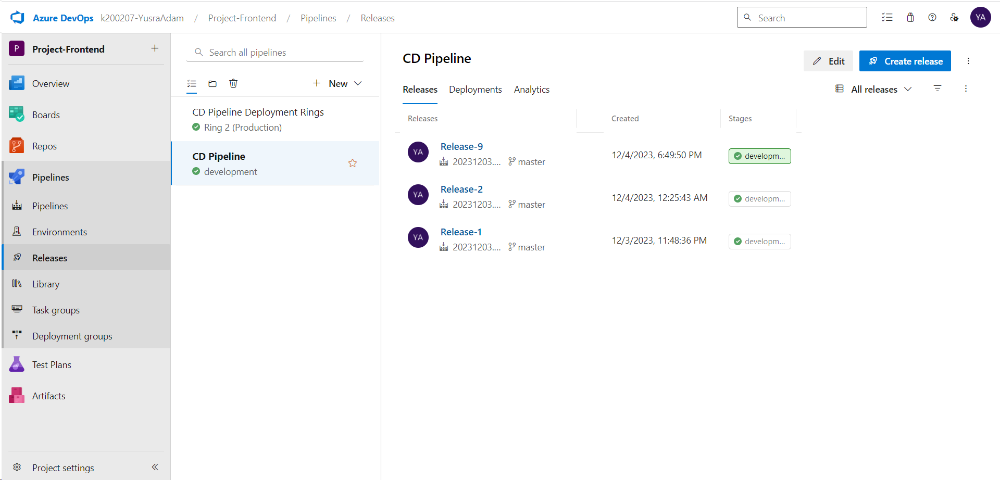 Azure DevOps k200207-YusraAdam / Project-Frontend / Pipelines / Releases
Search
YA
P Project-Frontend
Overview
Boards
Repos
Pipelines
Pipelines
Environments
Releases
Library
Task groups
Deployment groups
Test Plans
Artifacts
Project settings
Search all pipelines
New
CD Pipeline Deployment Rings
Ring 2 (Production)
CD Pipeline
development
CD Pipeline
Edit
Create release
Releases Deployments Analytics
All releases
Releases Created Stages
YA Release-9
20231203.... master
12/4/2023, 6:49:50 PM
developm...
YA Release-2
20231203.... master
12/4/2023, 12:25:43 AM
developm...
YA Release-1
20231203.... master
12/3/2023, 11:48:36 PM
developm...